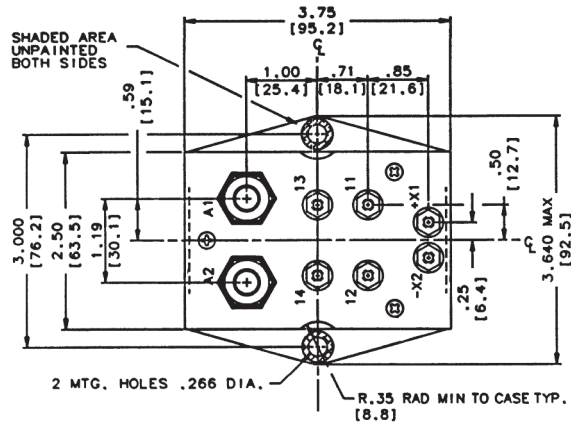 3.75
[95.2]
SHADED AREA
UNPAINTED
BOTH SIDES
℄
1.00
[25.4]
.71
[18.1]
.85
[21.6]
.59
[15.1]
.50
[12.7]
3.000
[76.2]
2.50
[63.5]
1.19
[30.1]
A1
13
11
+X1
3.640 MAX
[92.5]
℄
A2
14
12
-X2
.25
[6.4]
2 MTG. HOLES .266 DIA.
R.35 RAD MIN TO CASE TYP.
[8.8]